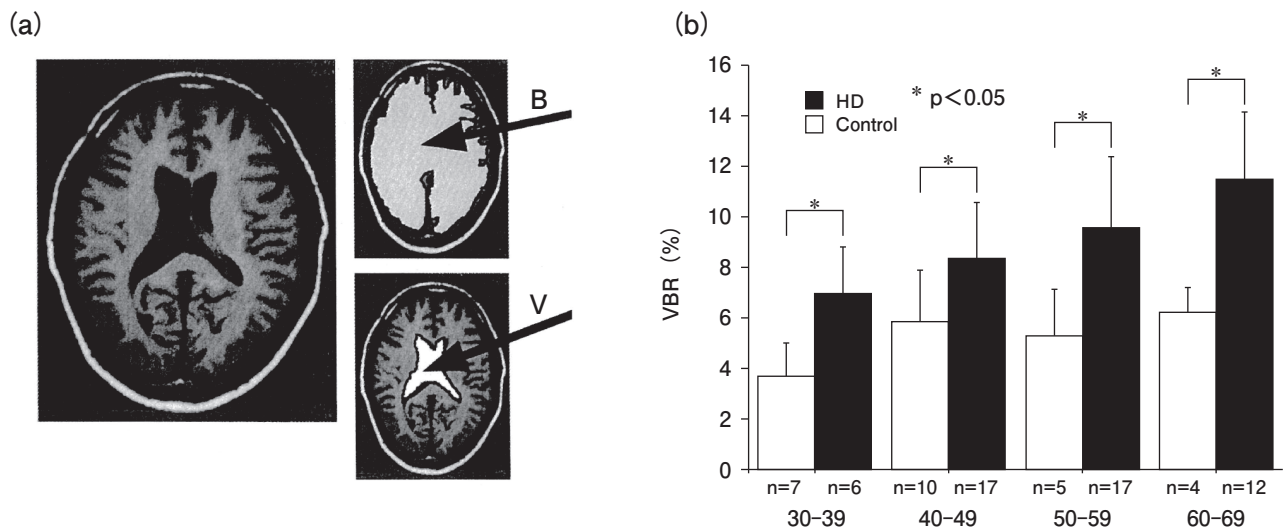 (a)
B
V
(b)
16
14
12
10
8
6
4
2
0
VBR (%)
HD
Control
* p<0.05
*
*
*
*
n=7 n=6 n=10 n=17 n=5 n=17 n=4 n=12
30-39 40-49 50-59 60-69